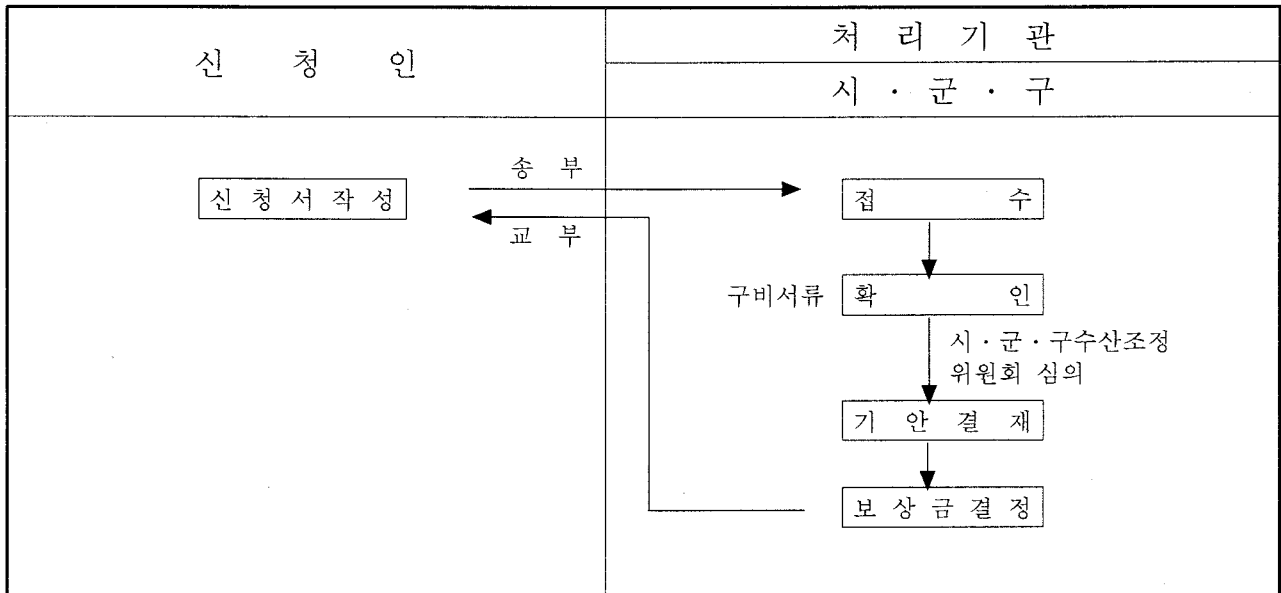 신 청 인
처 리 기 관
시 · 군 · 구
송 부
신 청 서 작 성
접 수
교 부
구비서류
확 인
시 · 군 · 구수산조정
위원회 심의
기 안 결 재
보 상 금 결 정